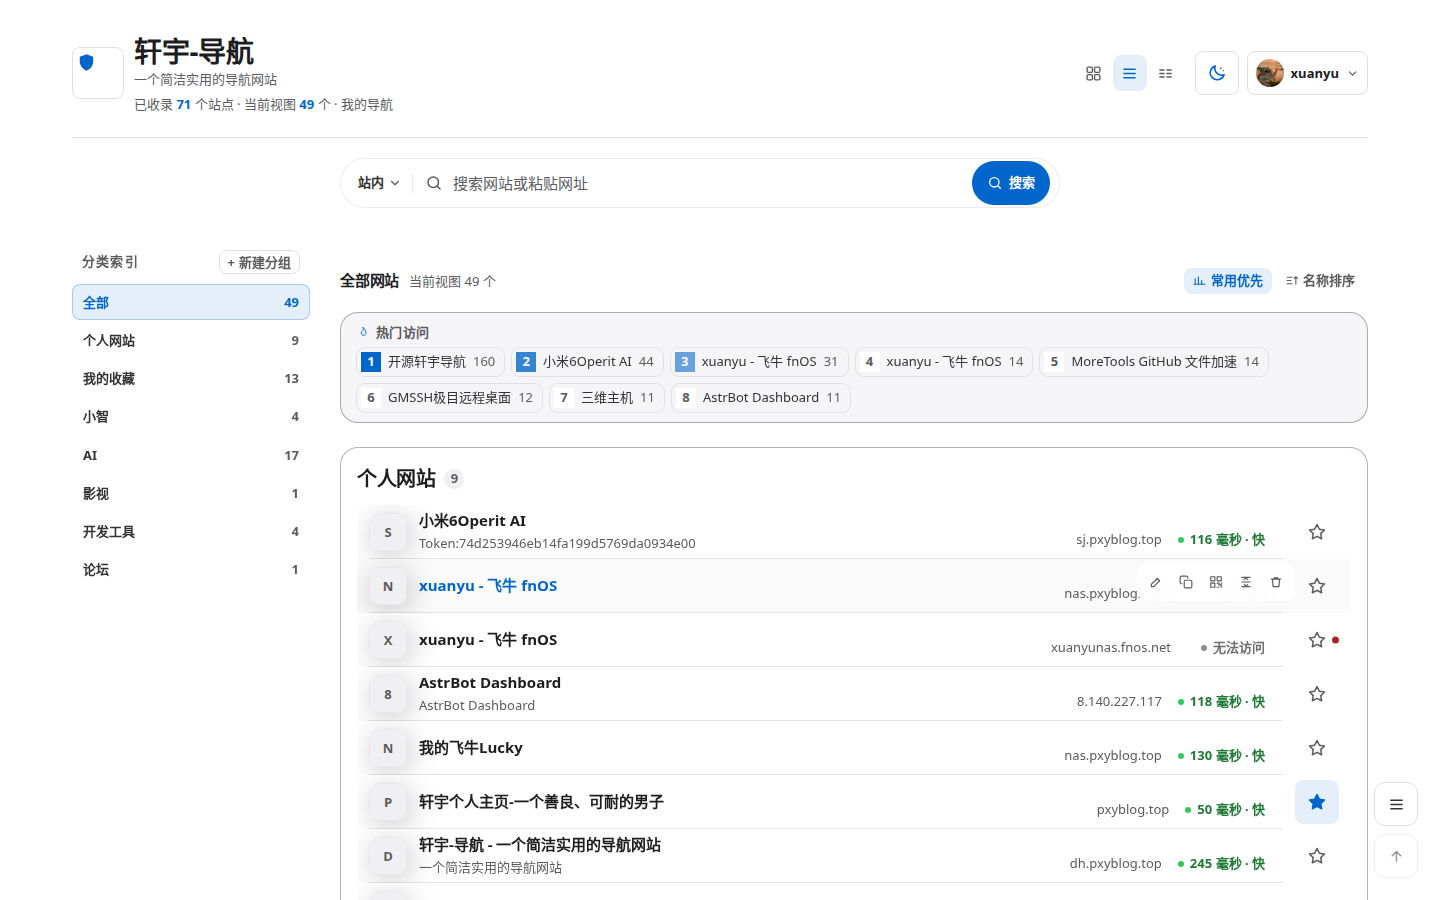 轩宇-导航
一个简洁实用的导航网站
已收录 71 个站点 · 当前视图 49 个 · 我的导航
xuanyu
站内
搜索网站或粘贴网址
搜索
分类索引
+ 新建分组
全部 49
个人网站 9
我的收藏 13
小智 4
AI 17
影视 1
开发工具 4
论坛 1
全部网站 当前视图 49 个
常用优先
名称排序
热门访问
1 开源轩宇导航 160
2 小米6Operit AI 44
3 xuanyu - 飞牛 fnOS 31
4 xuanyu - 飞牛 fnOS 14
5 MoreTools GitHub 文件加速 14
6 GMSSH极目远程桌面 12
7 三维主机 11
8 AstrBot Dashboard 11
个人网站 9
S
小米6Operit AI
Token:74d253946eb14fa199d5769da0934e00
sj.pxyblog.top
116 毫秒 · 快
N
xuanyu - 飞牛 fnOS
nas.pxyblog.
X
xuanyu - 飞牛 fnOS
xuanyunas.fnos.net
无法访问
8
AstrBot Dashboard
AstrBot Dashboard
8.140.227.117
118 毫秒 · 快
N
我的飞牛Lucky
nas.pxyblog.top
130 毫秒 · 快
P
轩宇个人主页-一个善良、可耐的男子
pxyblog.top
50 毫秒 · 快
D
轩宇-导航 - 一个简洁实用的导航网站
一个简洁实用的导航网站
dh.pxyblog.top
245 毫秒 · 快